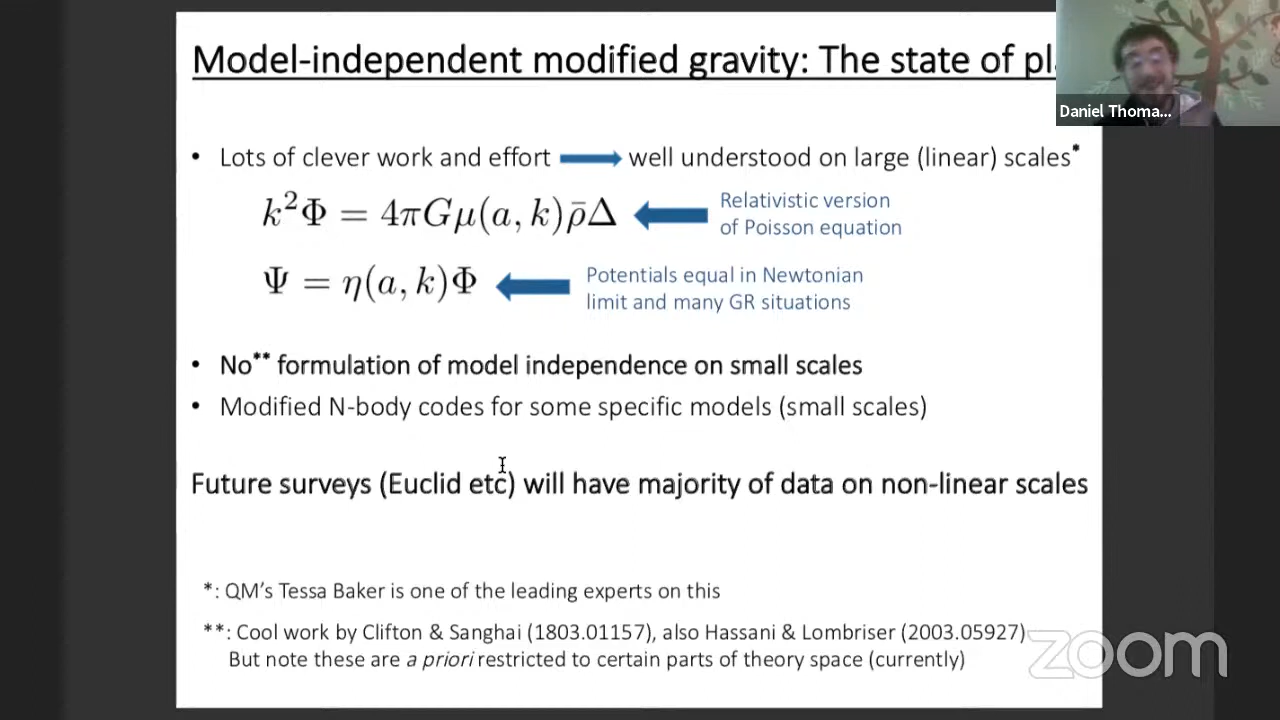 Model-independent modified gravity: The state of pl
Daniel Thoma...
• Lots of clever work and effort → well understood on large (linear) scales*
k²Φ = 4πGμ(a, k)ρ̄Δ
Relativistic version
of Poisson equation
Ψ = η(a, k)Φ
Potentials equal in Newtonian
limit and many GR situations
• No** formulation of model independence on small scales
• Modified N-body codes for some specific models (small scales)
Future surveys (Euclid etc) will have majority of data on non-linear scales
*: QM’s Tessa Baker is one of the leading experts on this
**: Cool work by Clifton & Sanghai (1803.01157), also Hassani & Lombriser (2003.05927)
But note these are a priori restricted to certain parts of theory space (currently)
zoom